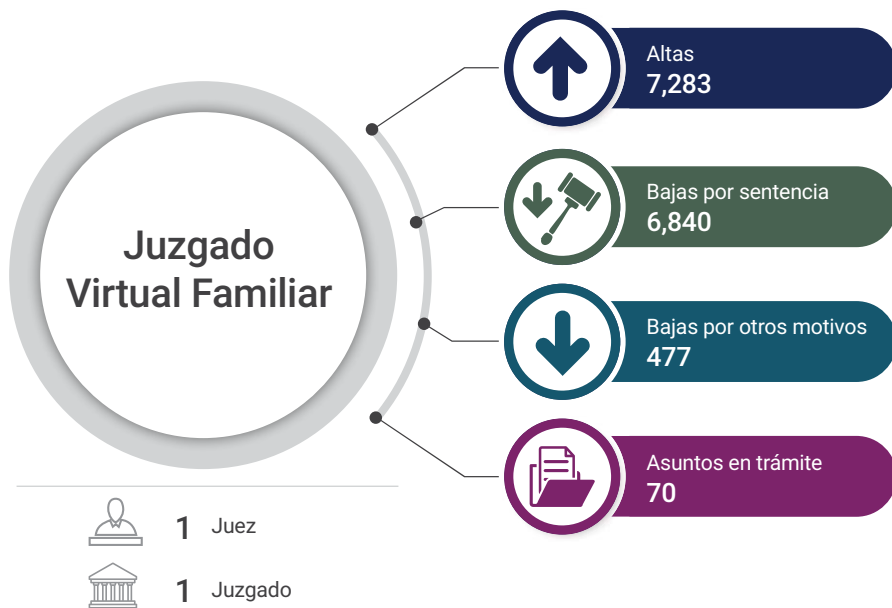 Juzgado
Virtual Familiar
Altas
7,283
Bajas por sentencia
6,840
Bajas por otros motivos
477
Asuntos en trámite
70
1 Juez
1 Juzgado